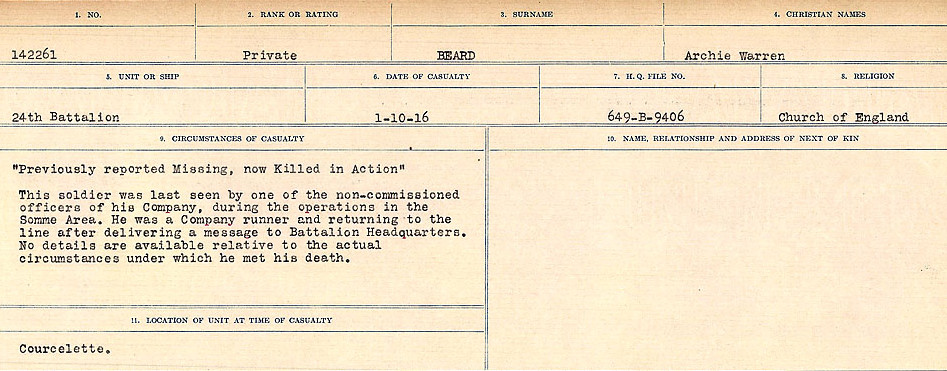 1. NO. 2. RANK OR RATING 3. SURNAME 4. CHRISTIAN NAMES
142261 Private BEARD Archie Warren
5. UNIT OR SHIP 6. DATE OF CASUALTY 7. H. Q. FILE NO. 8. RELIGION
24th Battalion 1-10-16 649-B-9406 Church of England
9. CIRCUMSTANCES OF CASUALTY 10. NAME, RELATIONSHIP AND ADDRESS OF NEXT OF KIN
"Previously reported Missing, now Killed in Action"
This soldier was last seen by one of the non-commissioned
officers of his Company, during the operations in the
Somme Area. He was a Company runner and returning to the
line after delivering a message to Battalion Headquarters.
No details are available relative to the actual
circumstances under which he met his death.
11. LOCATION OF UNIT AT TIME OF CASUALTY
Courcelette.